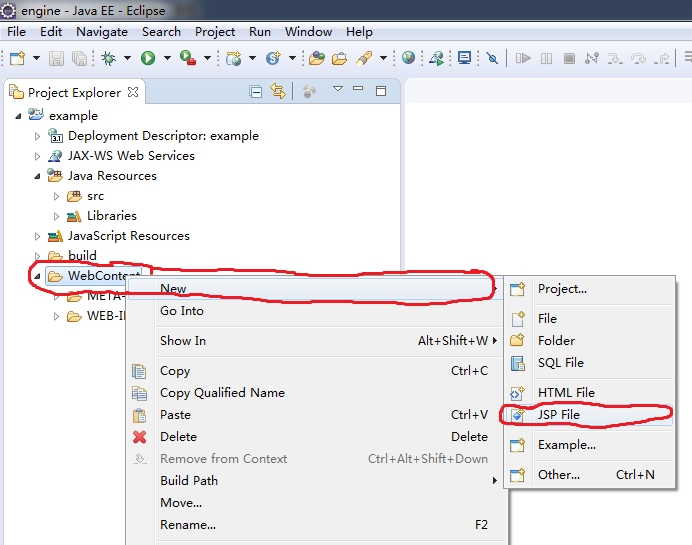 engine - Java EE - Eclipse
File Edit Navigate Search Project Run Window Help
Project Explorer
example
Deployment Descriptor: example
3.1
JAX-WS Web Services
Java Resources
src
Libraries
JavaScript Resources
build
WebContent
META-
WEB-I
New
Go Into
Show In Alt+Shift+W
Copy Ctrl+C
Copy Qualified Name
Paste Ctrl+V
Delete Delete
Remove from Context Ctrl+Alt+Shift+Down
Build Path
Move...
Rename... F2
Project...
File
Folder
SQL File
HTML File
JSP File
Example...
Other... Ctrl+N